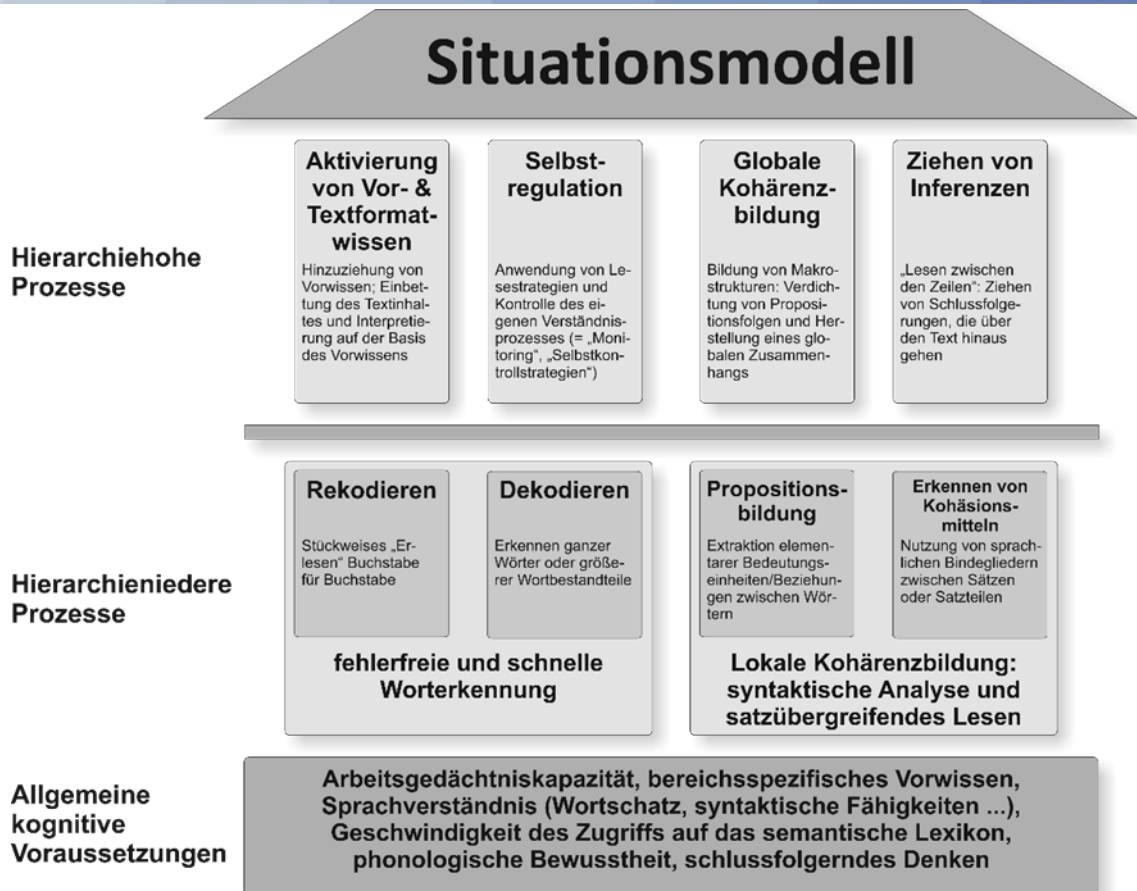 Situationsmodell
Hierarchiehohe
Prozesse
Aktivierung
von Vor- &
Textformat-
wissen
Hinzuziehung von
Vorwissen; Einbet-
tung des Textinhal-
tes und Interpretie-
rung auf der Basis
des Vorwissens
Selbst-
regulation
Anwendung von Le-
sestrategien und
Kontrolle des ei-
genen Verständnis-
prozesses (= „Moni-
toring“, „Selbstkon-
trollstrategien“)
Globale
Kohärenz-
bildung
Bildung von Makro-
strukturen: Verdich-
tung von Propositi-
onsfolgen und Her-
stellung eines glo-
balen Zusammen-
hangs
Ziehen von
Inferenzen
„Lesen zwischen
den Zeilen“: Ziehen
von Schlussfolge-
rungen, die über
den Text hinaus
gehen
Hierarchieniedere
Prozesse
Rekodieren
Stückweises „Er-
lesen“ Buchstabe
für Buchstabe
Dekodieren
Erkennen ganzer
Wörter oder größe-
rer Wortbestandteile
fehlerfreie und schnelle
Worterkennung
Propositions-
bildung
Extraktion elemen-
tarer Bedeutungs-
einheiten/Beziehun-
gen zwischen Wör-
tern
Erkennen von
Kohäsions-
mitteln
Nutzung von sprach-
lichen Bindegliedern
zwischen Sätzen
oder Satzteilen
Lokale Kohärenzbildung:
syntaktische Analyse und
satzübergreifendes Lesen
Allgemeine
kognitive
Voraussetzungen
Arbeitsgedächtniskapazität, bereichsspezifisches Vorwissen,
Sprachverständnis (Wortschatz, syntaktische Fähigkeiten ...),
Geschwindigkeit des Zugriffs auf das semantische Lexikon,
phonologische Bewusstheit, schlussfolgerndes Denken